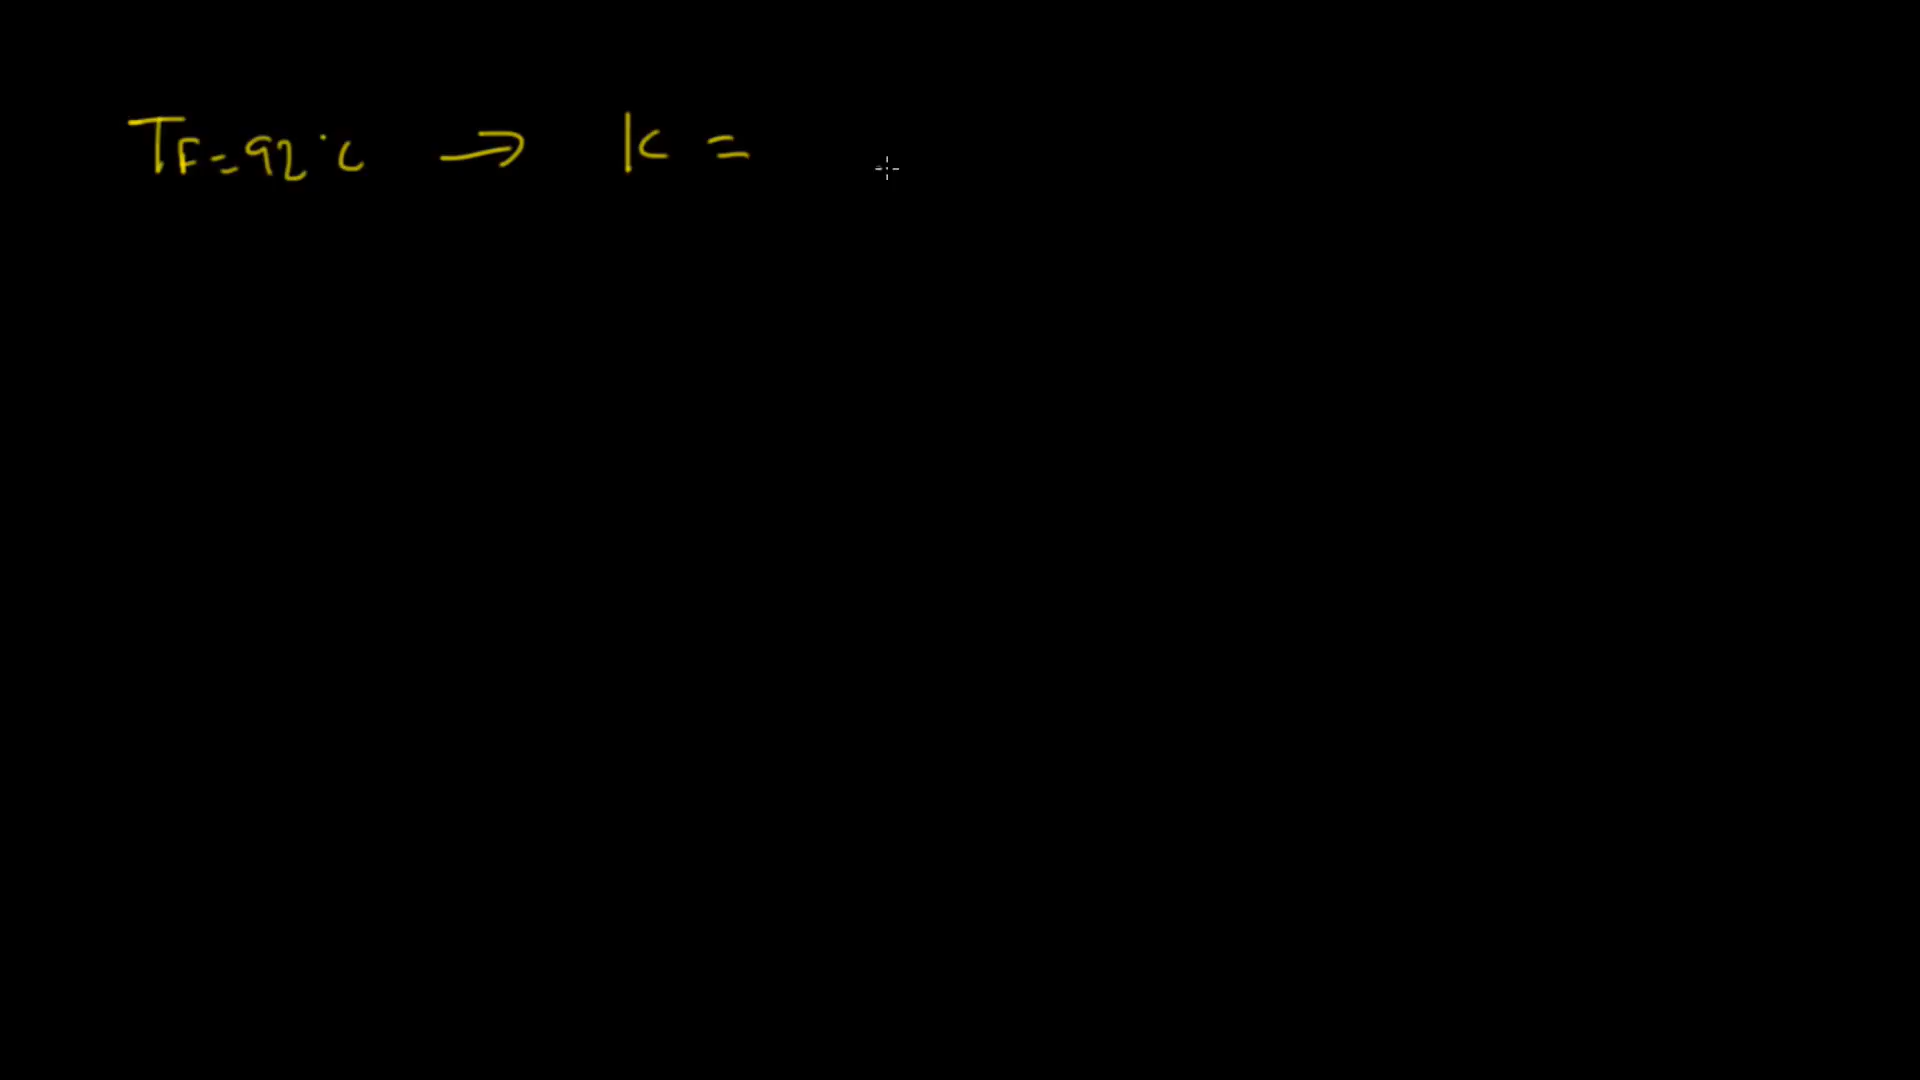 TF = 92°C → K =